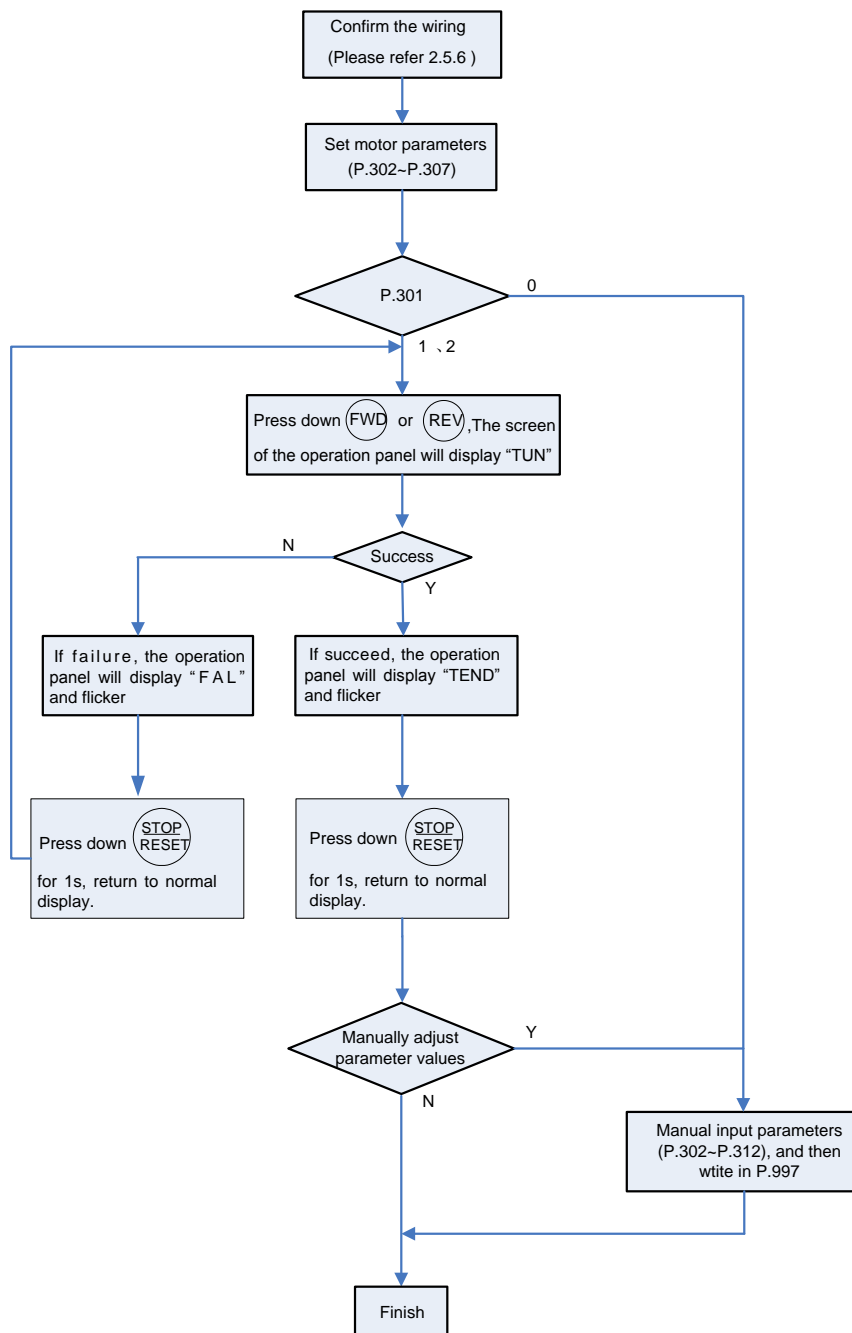 Confirm the wiring
(Please refer 2.5.6 )
Set motor parameters
(P.302~P.307)
P.301
0
1 、2
Press down FWD or REV ,The screen
of the operation panel will display “TUN”
N
Success
Y
If failure, the operation
panel will display “FAL”
and flicker
If succeed, the operation
panel will display “TEND”
and flicker
Press down STOP
RESET
for 1s, return to normal
display.
Press down STOP
RESET
for 1s, return to normal
display.
Manually adjust
parameter values
Y
N
Manual input parameters
(P.302~P.312), and then
wtite in P.997
Finish